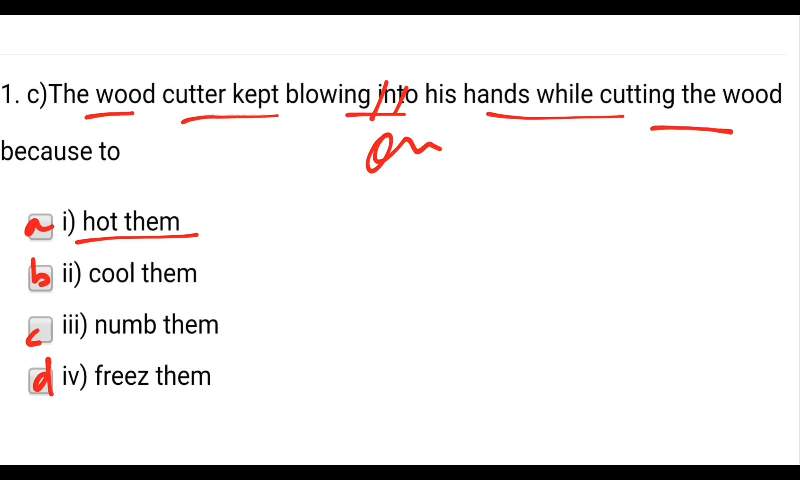 1. c)The wood cutter kept blowing into his hands while cutting the wood
on
because to
a i) hot them
b ii) cool them
c iii) numb them
d iv) freez them